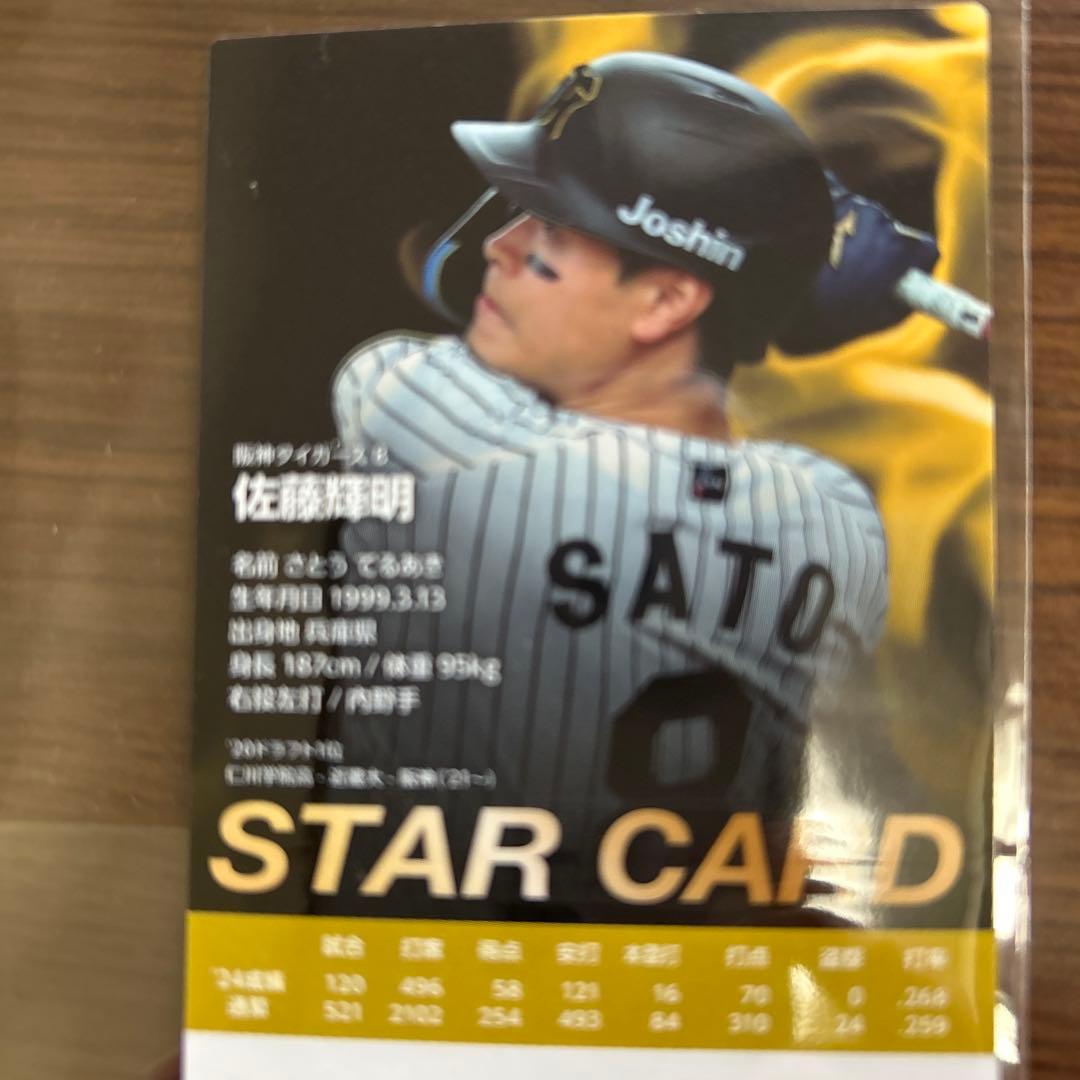 Joshin
阪神タイガース 8
佐藤輝明
SATO
8
名前 さとう てるあき
生年月日 1999.3.13
出身地 兵庫県
身長 187cm / 体重 95kg
右投左打 / 内野手
'20ドラフト1位
仁川学院高-近畿大-阪神('21～)
STAR CARD
試合 打席 得点 安打 本塁打 打点 盗塁 打率
'24成績 120 496 58 121 16 70 0 .268
通算 521 2102 254 493 84 310 24 .259